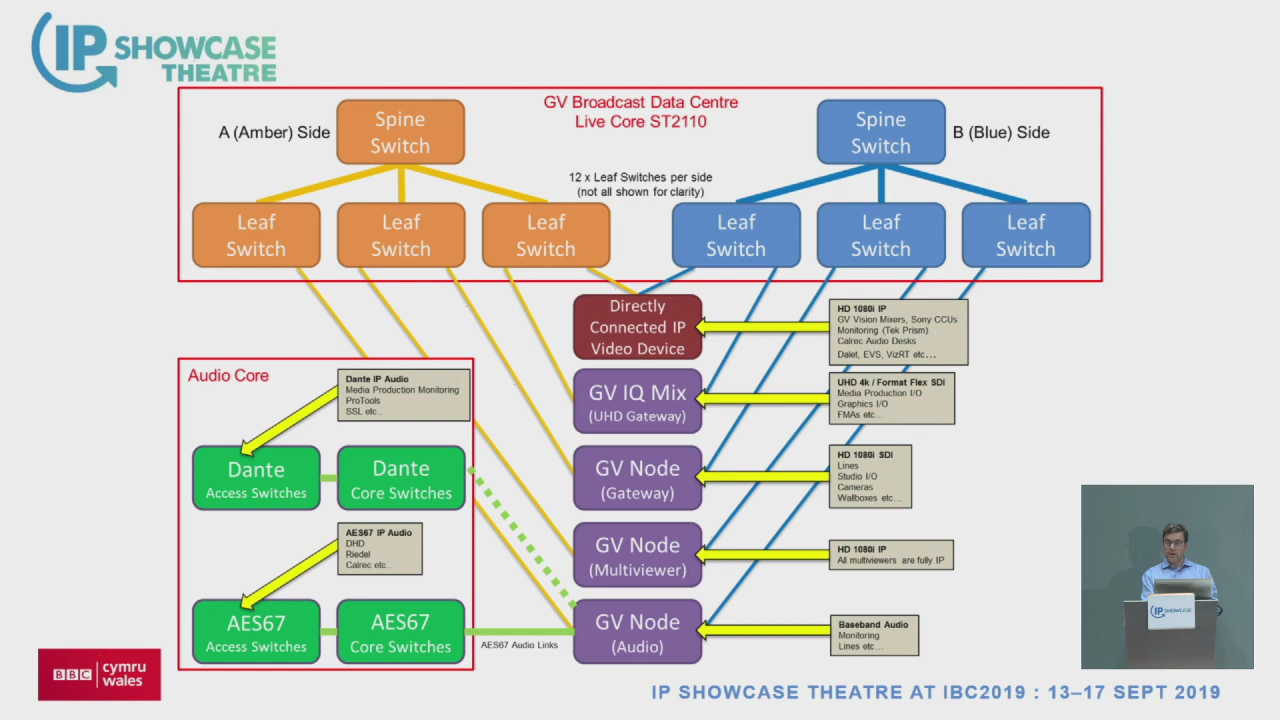 IP SHOWCASE
THEATRE
GV Broadcast Data Centre
Live Core ST2110
A (Amber) Side
Spine
Switch
Spine
Switch
B (Blue) Side
12 x Leaf Switches per side
(not all shown for clarity)
Leaf
Switch
Leaf
Switch
Leaf
Switch
Leaf
Switch
Leaf
Switch
Leaf
Switch
Directly
Connected IP
Video Device
HD 1080i IP
GV Vision Mixers, Sony CCUs
Monitoring (Tek Prism)
Calrec Audio Desks
Dalet, EVS, VizRT etc...
Audio Core
Dante IP Audio
Media Production Monitoring
ProTools
SSL etc..
GV IQ Mix
(UHD Gateway)
UHD 4k / Format Flex SDI
Media Production I/O
Graphics I/O
FMAs etc...
Dante
Access Switches
Dante
Core Switches
GV Node
(Gateway)
HD 1080i SDI
Lines
Studio I/O
Cameras
Wallboxes etc...
AES67 IP Audio
DHD
Riedel
Calrec etc..
GV Node
(Multiviewer)
HD 1080i IP
All multiviewers are fully IP
AES67
Access Switches
AES67
Core Switches
AES67 Audio Links
GV Node
(Audio)
Baseband Audio
Monitoring
Lines etc...
IP SHOWCASE
BBC cymru
wales
IP SHOWCASE THEATRE AT IBC2019 : 13–17 SEPT 2019